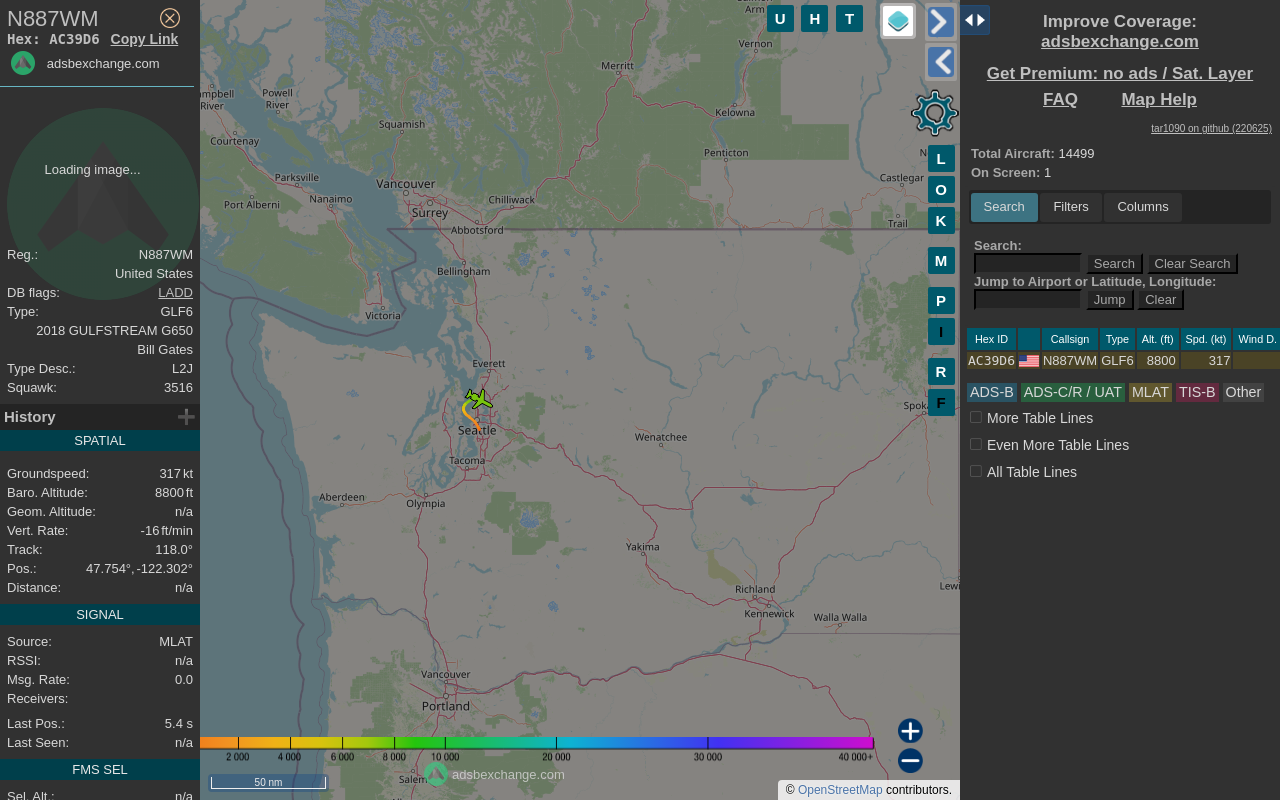 N887WM
Hex: AC39D6 Copy Link
adsbexchange.com
Loading image...
Reg.: N887WM
United States
DB flags: LADD
Type: GLF6
2018 GULFSTREAM G650
Bill Gates
Type Desc.: L2J
Squawk: 3516
History
SPATIAL
Groundspeed: 317 kt
Baro. Altitude: 8800 ft
Geom. Altitude: n/a
Vert. Rate: -16 ft/min
Track: 118.0°
Pos.: 47.754°, -122.302°
Distance: n/a
SIGNAL
Source: MLAT
RSSI: n/a
Msg. Rate: 0.0
Receivers:
Last Pos.: 5.4 s
Last Seen: n/a
FMS SEL
Sel. Alt.: n/a
Salmon
Arm
Vernon
Merritt
Campbell
River
Powell
River
Kelowna
Squamish
Courtenay
Penticton
Castlegar
Parksville
Vancouver
Nanaimo
Port Alberni
Surrey
Chilliwack
Trail
Abbotsford
Bellingham
Victoria
Everett
Seattle
Wenatchee
Tacoma
Aberdeen
Olympia
Yakima
Richland
Kennewick
Walla Walla
Vancouver
Portland
U H T
L
O
K
M
P
I
R
F
2 000 4 000 6 000 8 000 10 000 20 000 30 000 40 000+
adsbexchange.com
50 nm
© OpenStreetMap contributors.
Improve Coverage:
adsbexchange.com
Get Premium: no ads / Sat. Layer
FAQ Map Help
tar1090 on github (220625)
Total Aircraft: 14499
On Screen: 1
Search Filters Columns
Search:
Search Clear Search
Jump to Airport or Latitude, Longitude:
Jump Clear
Hex ID Callsign Type Alt. (ft) Spd. (kt) Wind D.
AC39D6 N887WM GLF6 8800 317
ADS-B ADS-C/R / UAT MLAT TIS-B Other
More Table Lines
Even More Table Lines
All Table Lines